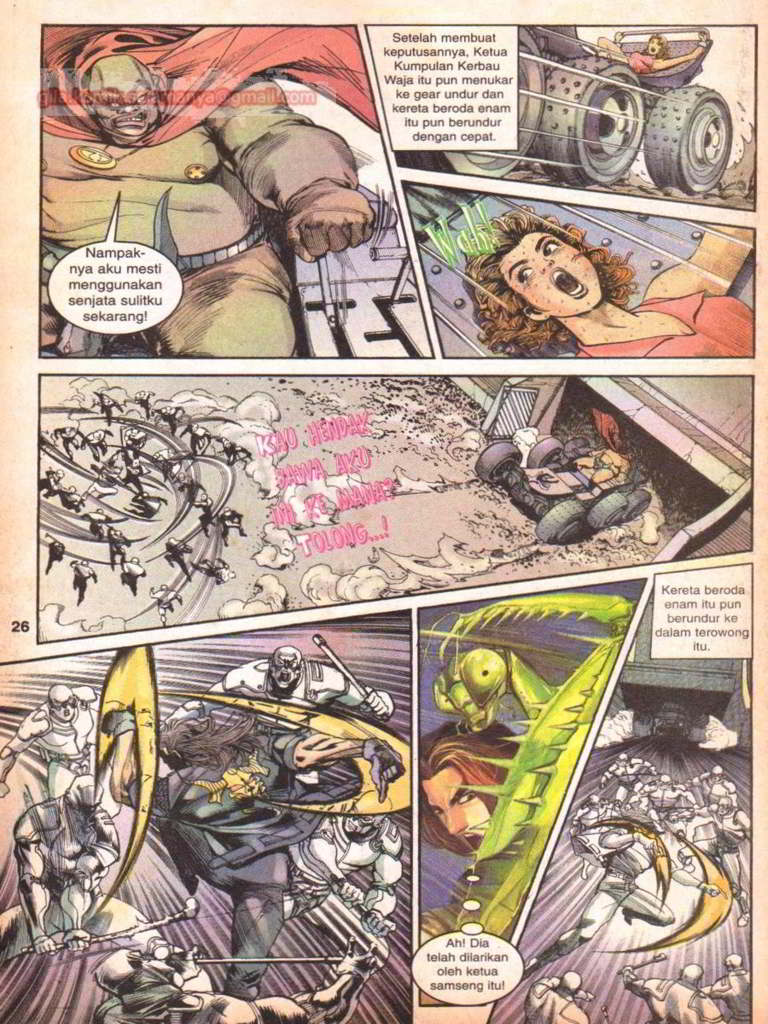 Nampak-
nya aku mesti
menggunakan
senjata sulitku
sekarang!
Setelah membuat
keputusannya, Ketua
Kumpulan Kerbau
Waja itu pun menukar
ke gear undur dan
kereta beroda enam
itu pun berundur
dengan cepat.
Wah!
KAU HENDAK
BAWA AKU
INI KE MANA?
TOLONG...!
26
Kereta beroda
enam itu pun
berundur ke
dalam terowong
itu.
Ah! Dia
telah dilarikan
oleh ketua
samseng itu!